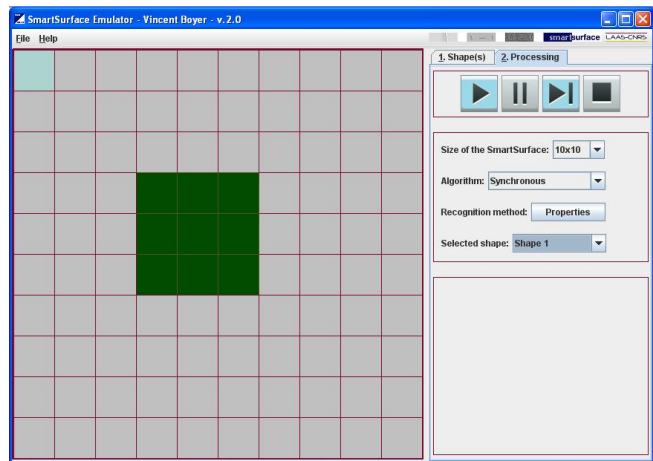 SmartSurface Emulator - Vincent Boyer - v.2.0
File Help
smartsurface LAAS-CNRS
1. Shape(s) 2. Processing
Size of the SmartSurface: 10x10
Algorithm: Synchronous
Recognition method: Properties
Selected shape: Shape 1